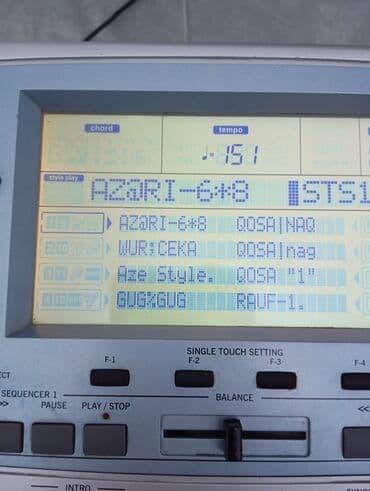 chord tempo
♩=151
style play AZ@RI-6*8 STS1
AZ@RI-6*8 QOSA|NAQ
WUR;CEKA QOSA|nag
Aze Style. QOSA "1"
GUG%GUG RAUF-1.
SINGLE TOUCH SETTING
F-1 F-2 F-3 F-4
SEQUENCER 1 BALANCE
>> PAUSE PLAY / STOP <<
INTRO